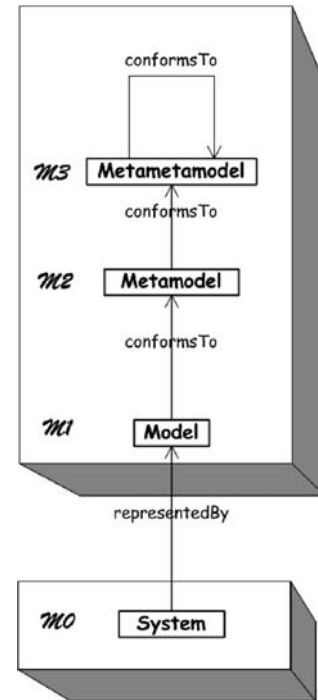 conformsTo
M3 Metametamodel
conformsTo
M2 Metamodel
conformsTo
M1 Model
representedBy
M0 System